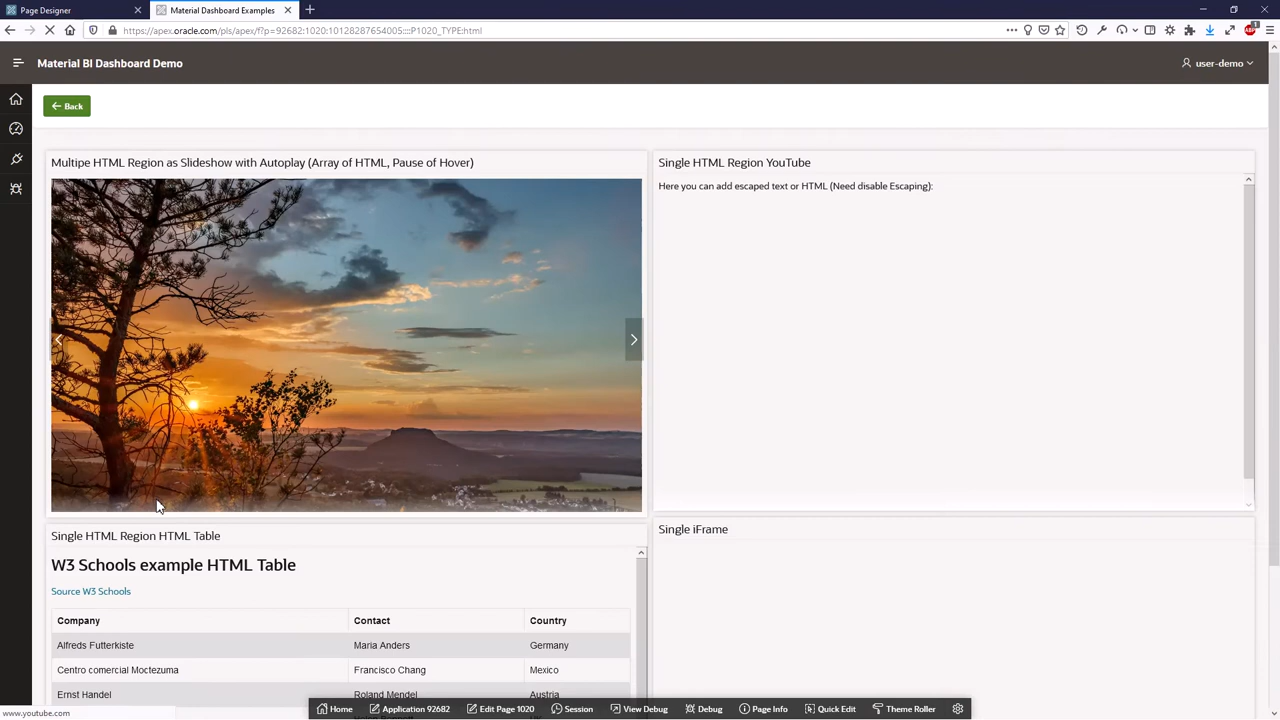 Page Designer
Material Dashboard Examples
https://apex.oracle.com/pls/apex/f?p=92682:1020:10128287654005::::P1020_TYPE:html
ABP
1
Material BI Dashboard Demo
user-demo
Back
Multipe HTML Region as Slideshow with Autoplay (Array of HTML, Pause of Hover)
Single HTML Region YouTube
Here you can add escaped text or HTML (Need disable Escaping):
Single HTML Region HTML Table
Single iFrame
W3 Schools example HTML Table
Source W3 Schools
Company Contact Country
Alfreds Futterkiste Maria Anders Germany
Centro comercial Moctezuma Francisco Chang Mexico
Ernst Handel Roland Mendel Austria
Home Application 92682 Edit Page 1020 Session View Debug Debug Page Info Quick Edit Theme Roller
www.youtube.com